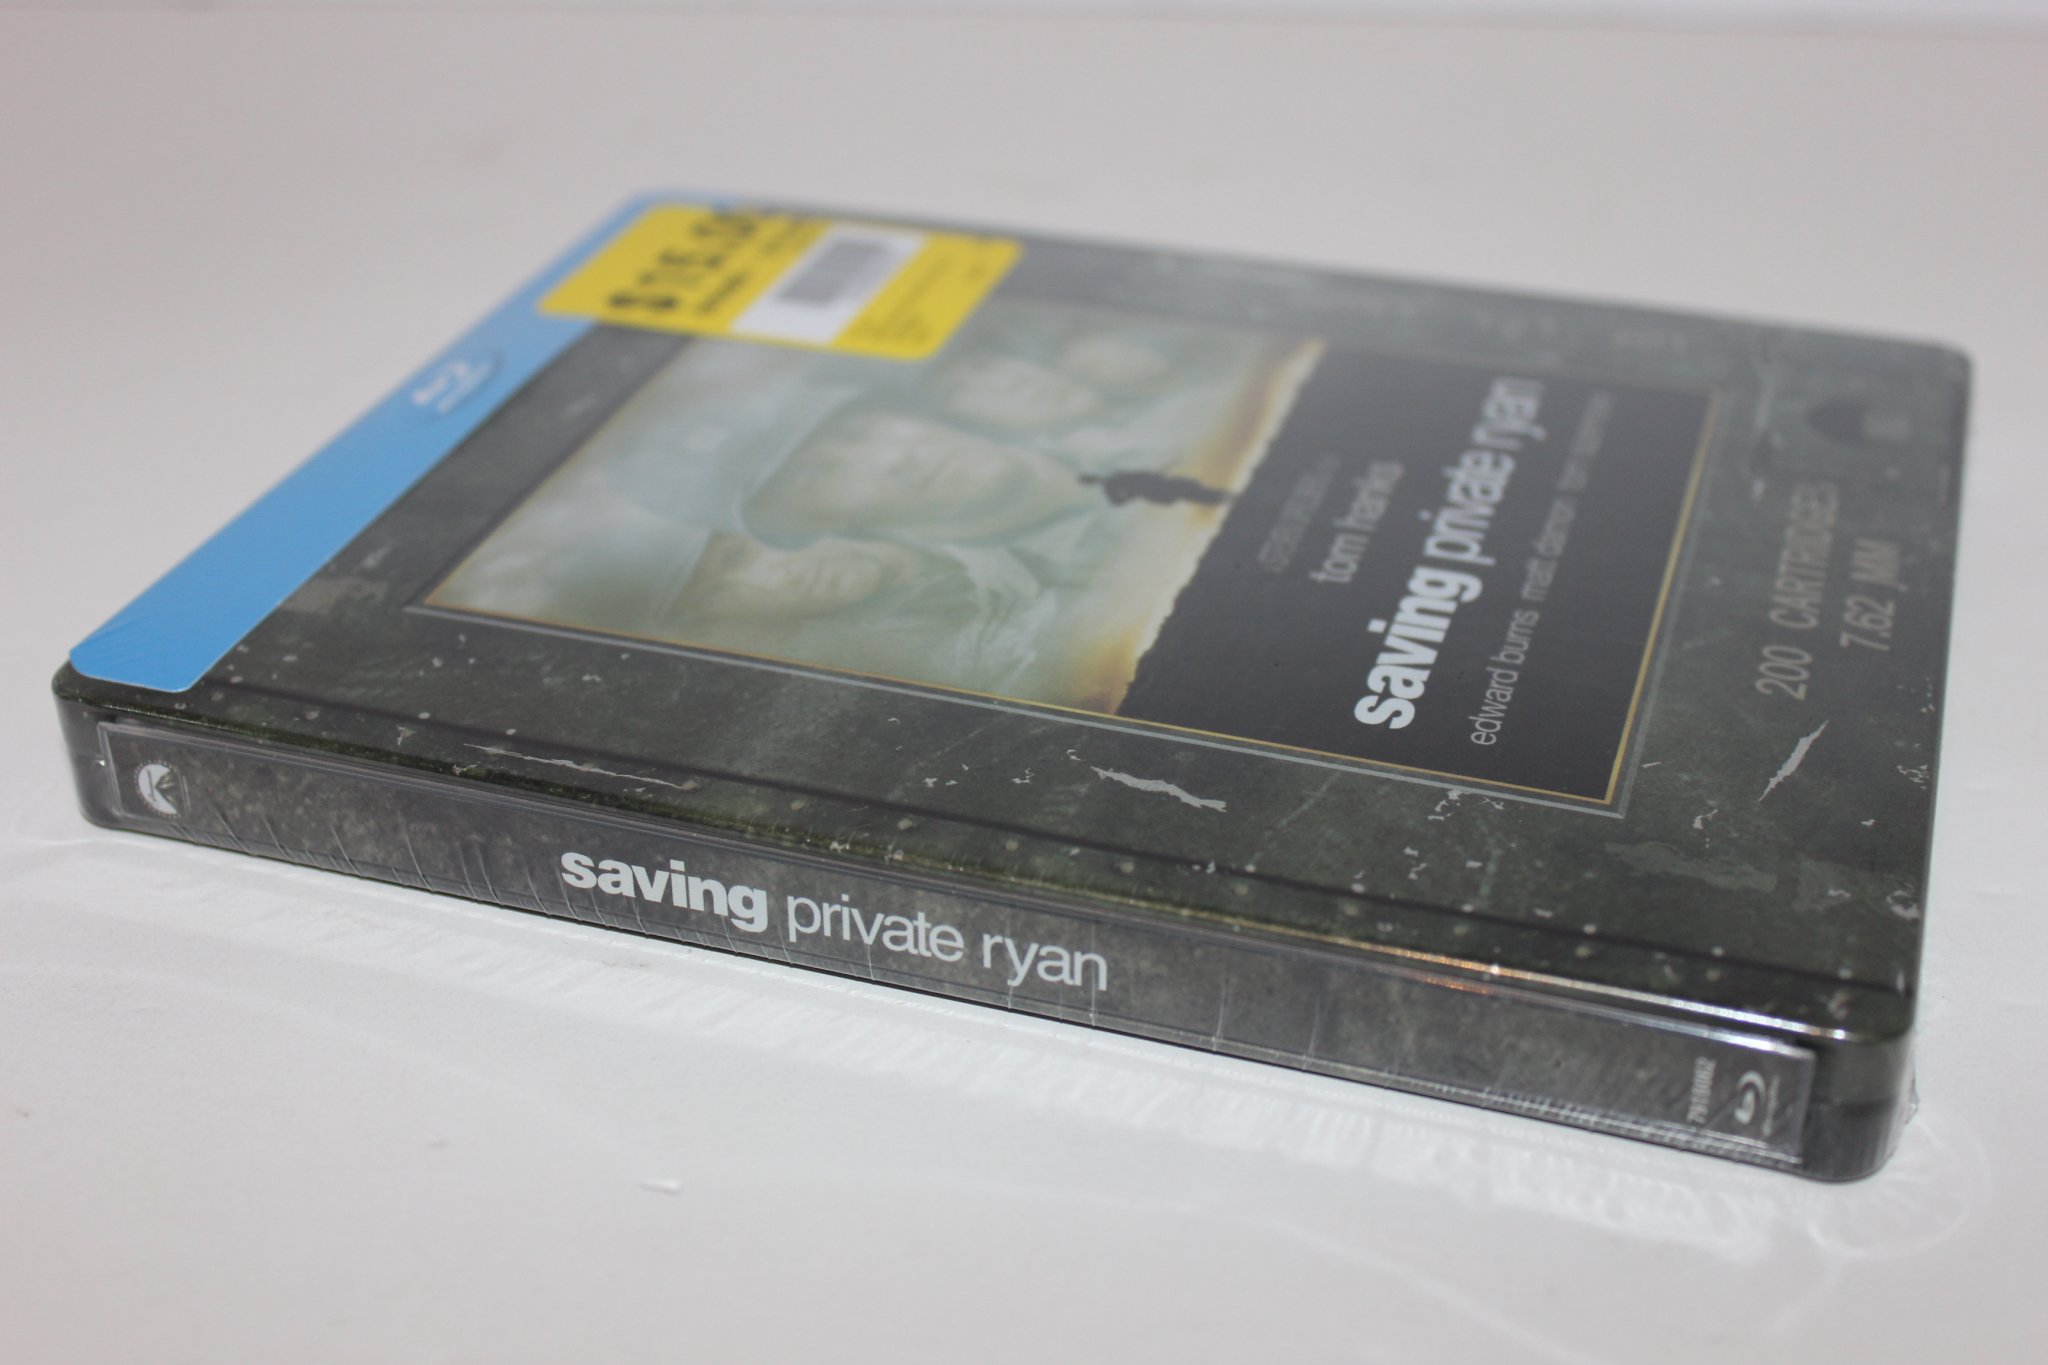 tom hanks
saving private ryan
edward burns matt damon tom sizemore
200 CARTRIDGES
7.62 MM
saving private ryan